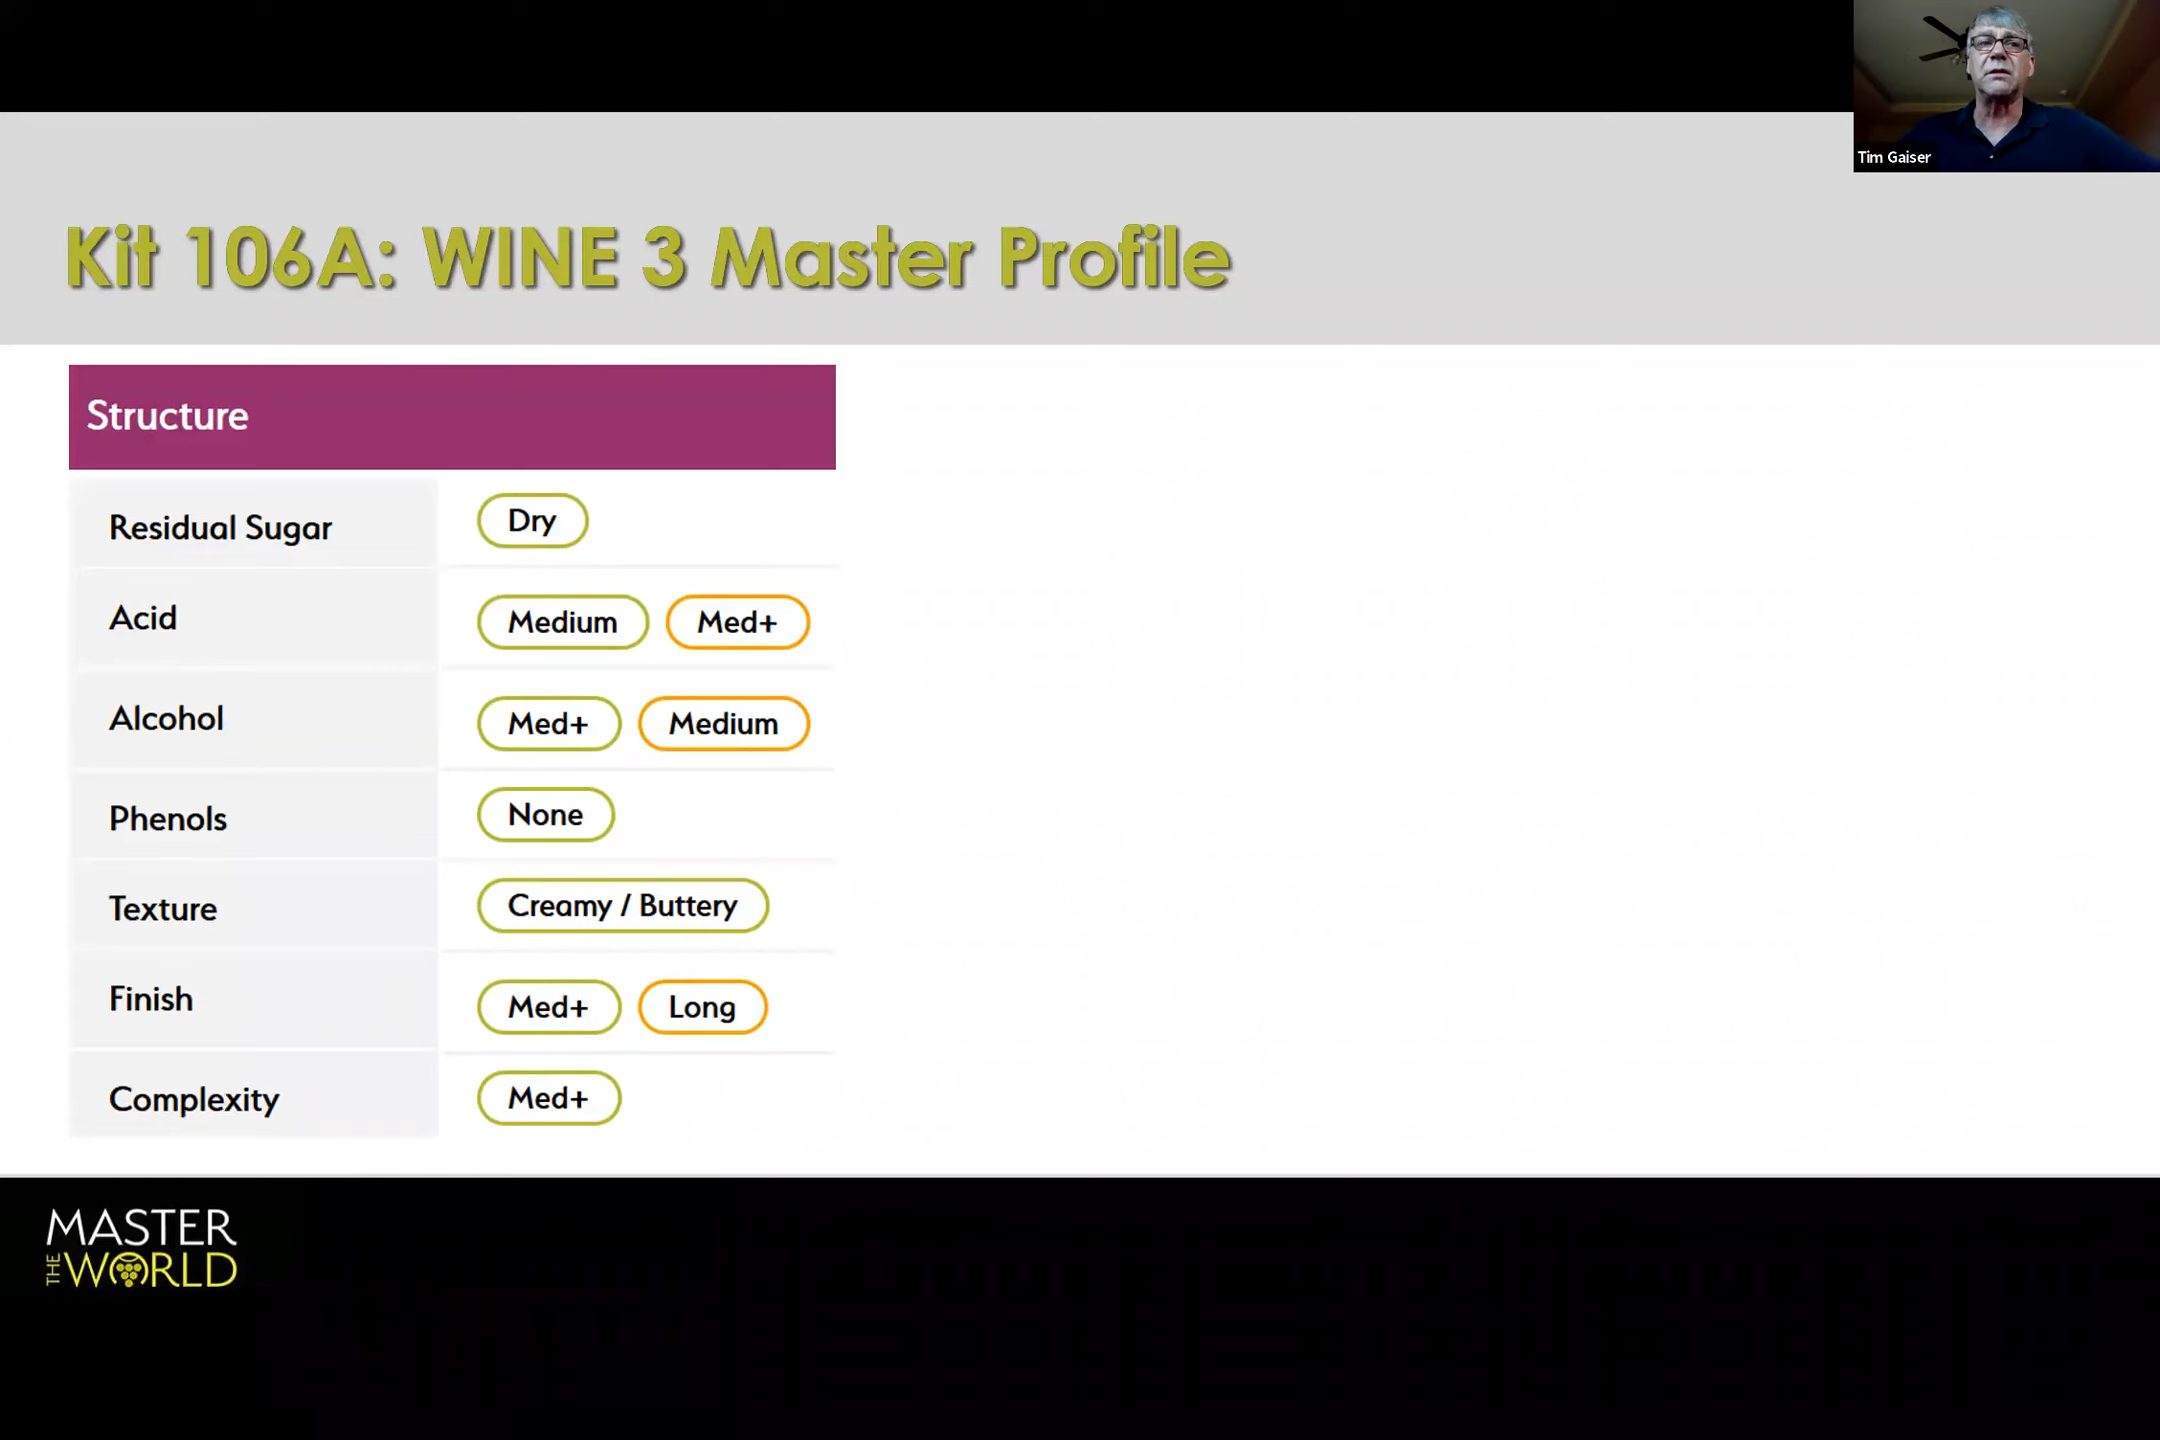 Tim Gaiser
Kit 106A: WINE 3 Master Profile
Structure
Residual Sugar Dry
Acid Medium Med+
Alcohol Med+ Medium
Phenols None
Texture Creamy / Buttery
Finish Med+ Long
Complexity Med+
MASTER
THE WORLD